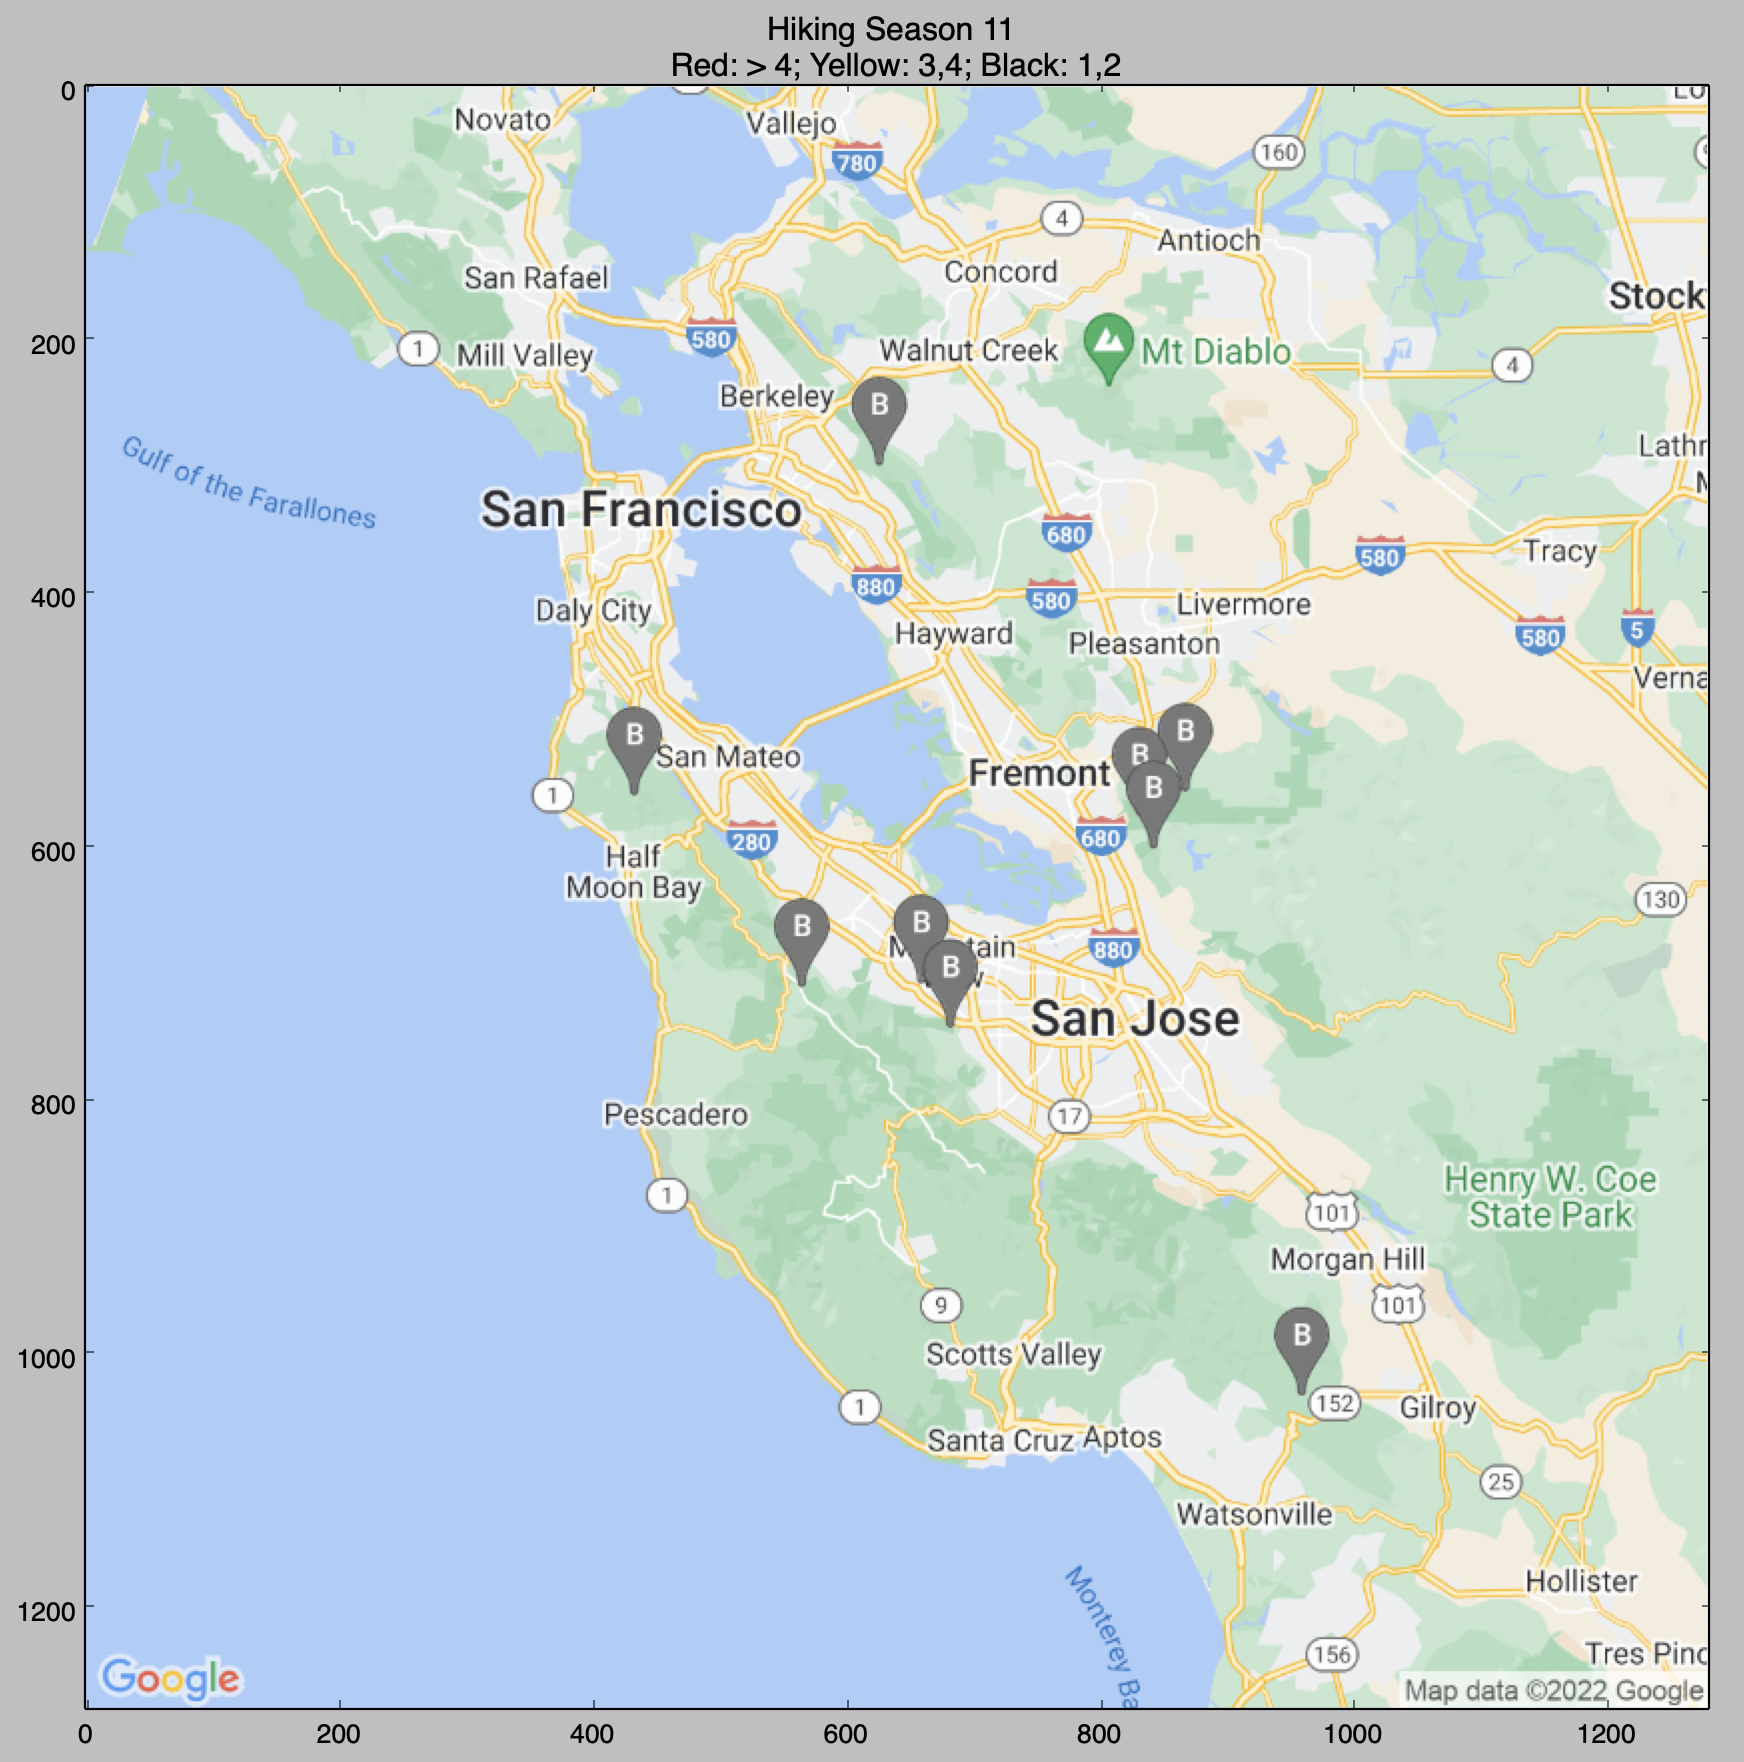 Hiking Season 11
Red: > 4; Yellow: 3,4; Black: 1,2
0
200
400
600
800
1000
1200
Novato
Vallejo
780
160
4
Antioch
Concord
San Rafael
Stock
580
1
Mill Valley
Walnut Creek
Mt Diablo
4
Berkeley
B
Lathr
M
Gulf of the Farallones
San Francisco
680
580
Tracy
880
580
Livermore
Daly City
Hayward
Pleasanton
580
5
Verna
B
San Mateo
B
B
B
Fremont
1
280
680
Half
Moon Bay
130
B
B
B
880
San Jose
Pescadero
17
1
Henry W. Coe
State Park
101
Morgan Hill
101
9
B
Scotts Valley
152
Gilroy
1
Santa Cruz
Aptos
25
Watsonville
Hollister
Monterey Ba
156
Tres Pino
Google
Map data ©2022 Google
0
200
400
600
800
1000
1200